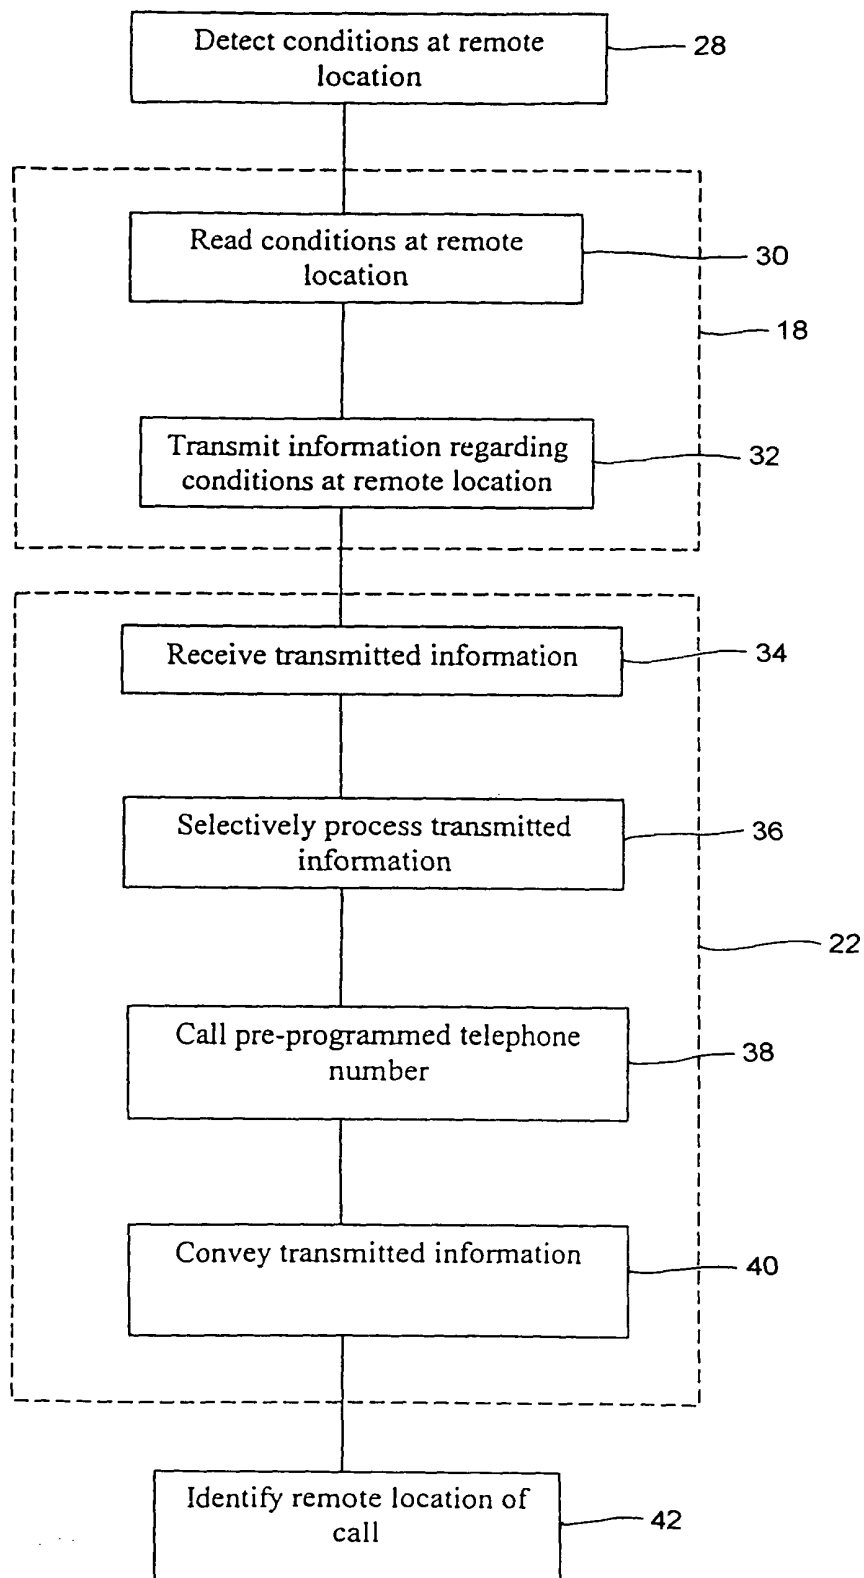 Detect conditions at remote
location
28
Read conditions at remote
location
30
18
Transmit information regarding
conditions at remote location
32
Receive transmitted information
34
Selectively process transmitted
information
36
22
Call pre-programmed telephone
number
38
Convey transmitted information
40
Identify remote location of
call
42